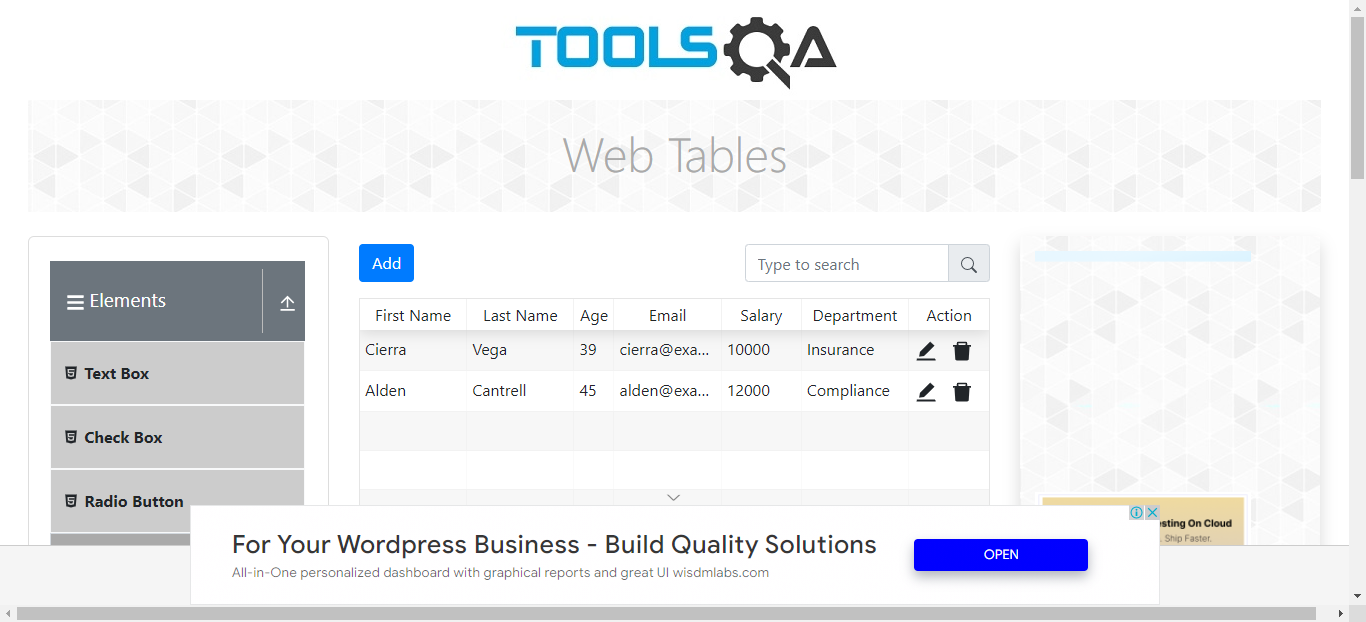 TOOLSQA
Web Tables
Elements
Text Box
Check Box
Radio Button
Add
Type to search
First Name Last Name Age Email Salary Department Action
Cierra Vega 39 cierra@exa... 10000 Insurance
Alden Cantrell 45 alden@exa... 12000 Compliance
sting On Cloud
. Ship Faster.
For Your Wordpress Business - Build Quality Solutions
All-in-One personalized dashboard with graphical reports and great UI wisdmlabs.com
OPEN